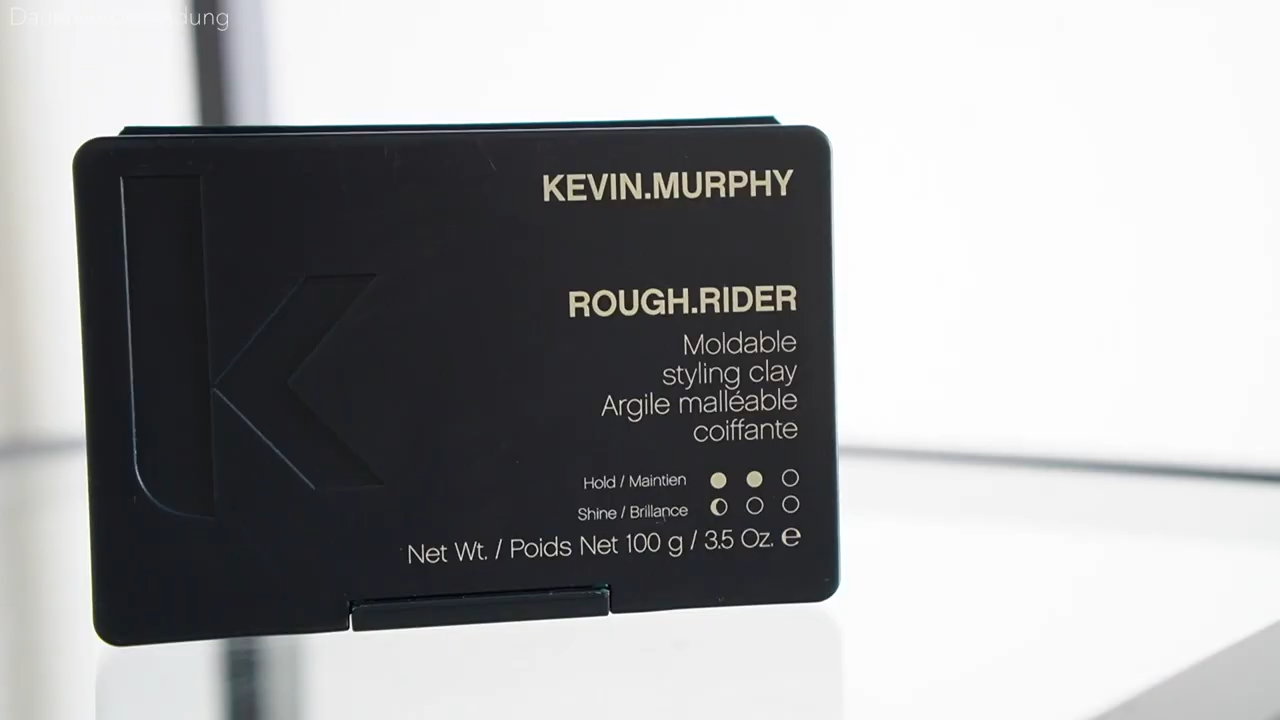 KEVIN.MURPHY
ROUGH.RIDER
Moldable
styling clay
Argile malléable
coiffante
Hold / Maintien
Shine / Brillance
Net Wt. / Poids Net 100 g / 3.5 Oz. ℮